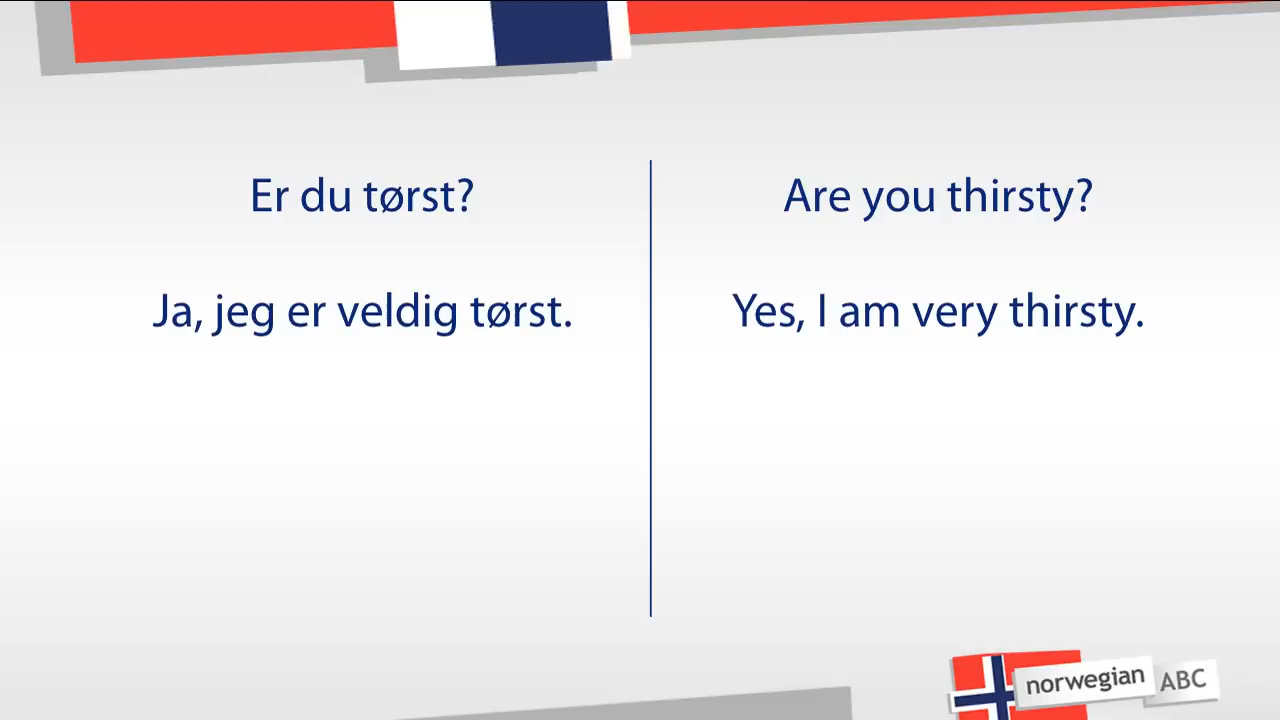 Er du tørst?
Ja, jeg er veldig tørst.
Are you thirsty?
Yes, I am very thirsty.
norwegian ABC